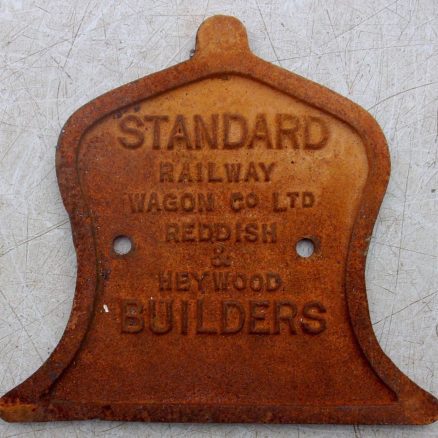 STANDARD
RAILWAY
WAGON Co LTD
REDDISH
&
HEYWOOD
BUILDERS